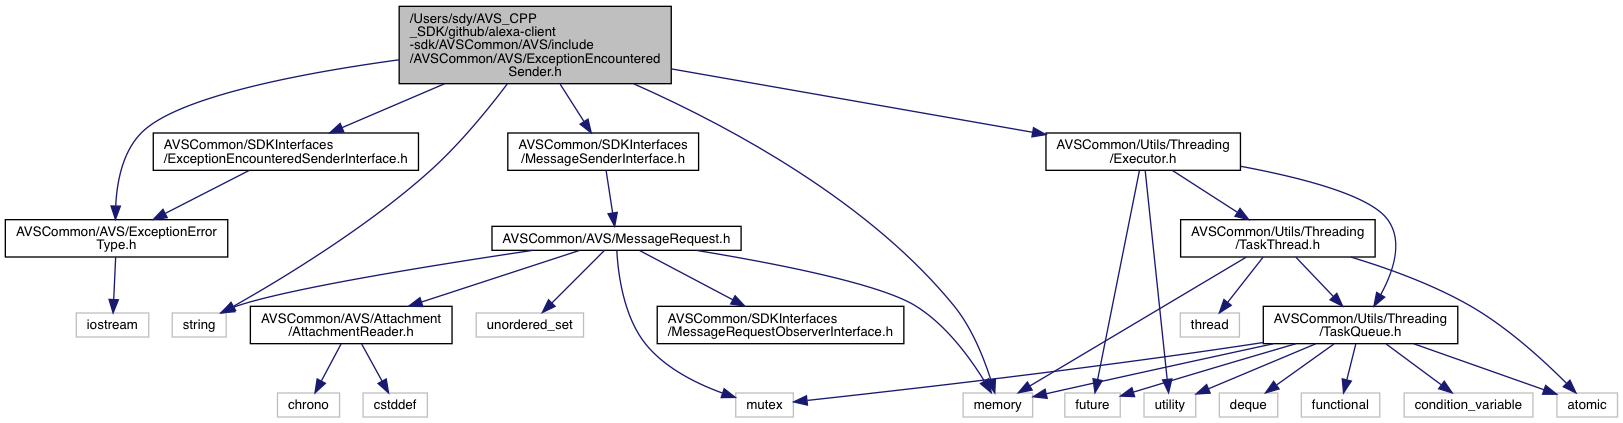 /Users/sdy/AVS_CPP
_SDK/github/alexa-client
-sdk/AVSCommon/AVS/include
/AVSCommon/AVS/ExceptionEncountered
Sender.h
AVSCommon/SDKInterfaces
/ExceptionEncounteredSenderInterface.h
AVSCommon/SDKInterfaces
/MessageSenderInterface.h
AVSCommon/Utils/Threading
/Executor.h
AVSCommon/AVS/ExceptionError
Type.h
AVSCommon/AVS/MessageRequest.h
AVSCommon/Utils/Threading
/TaskThread.h
iostream
string
AVSCommon/AVS/Attachment
/AttachmentReader.h
unordered_set
AVSCommon/SDKInterfaces
/MessageRequestObserverInterface.h
thread
AVSCommon/Utils/Threading
/TaskQueue.h
chrono
cstddef
mutex
memory
future
utility
deque
functional
condition_variable
atomic